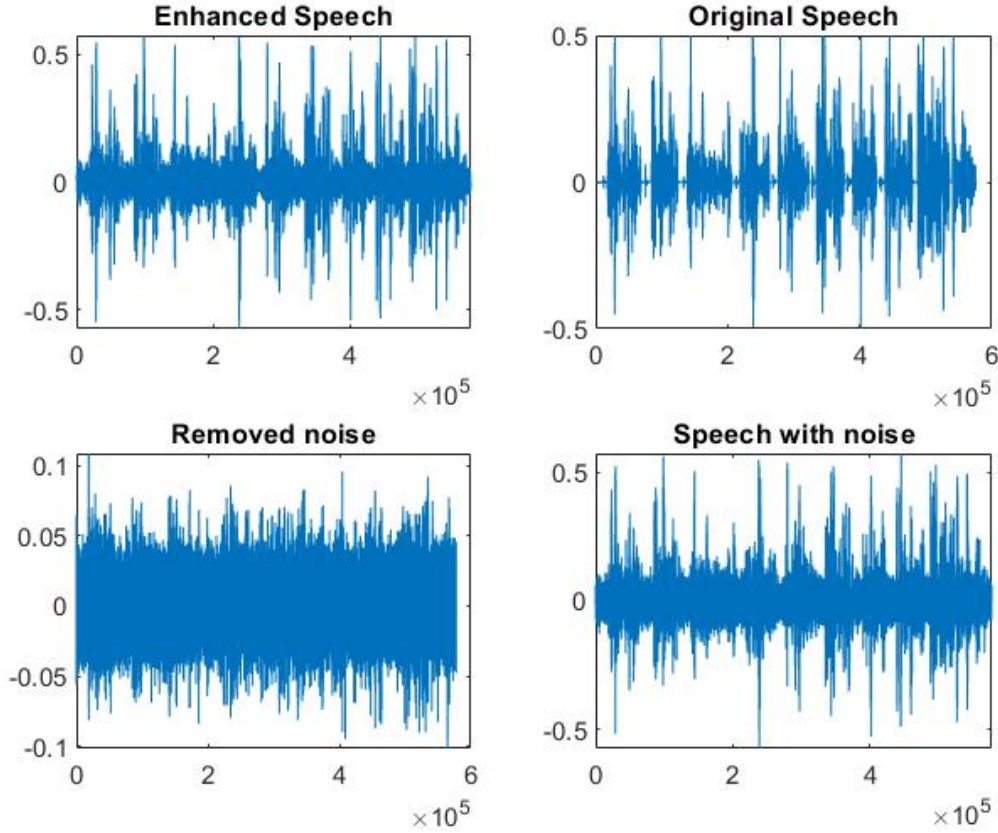 Enhanced Speech
0.5
0
-0.5
0 2 4
×10^5
Original Speech
0.5
0
-0.5
0 2 4 6
×10^5
Removed noise
0.1
0.05
0
-0.05
-0.1
0 2 4 6
×10^5
Speech with noise
0.5
0
-0.5
0 2 4
×10^5